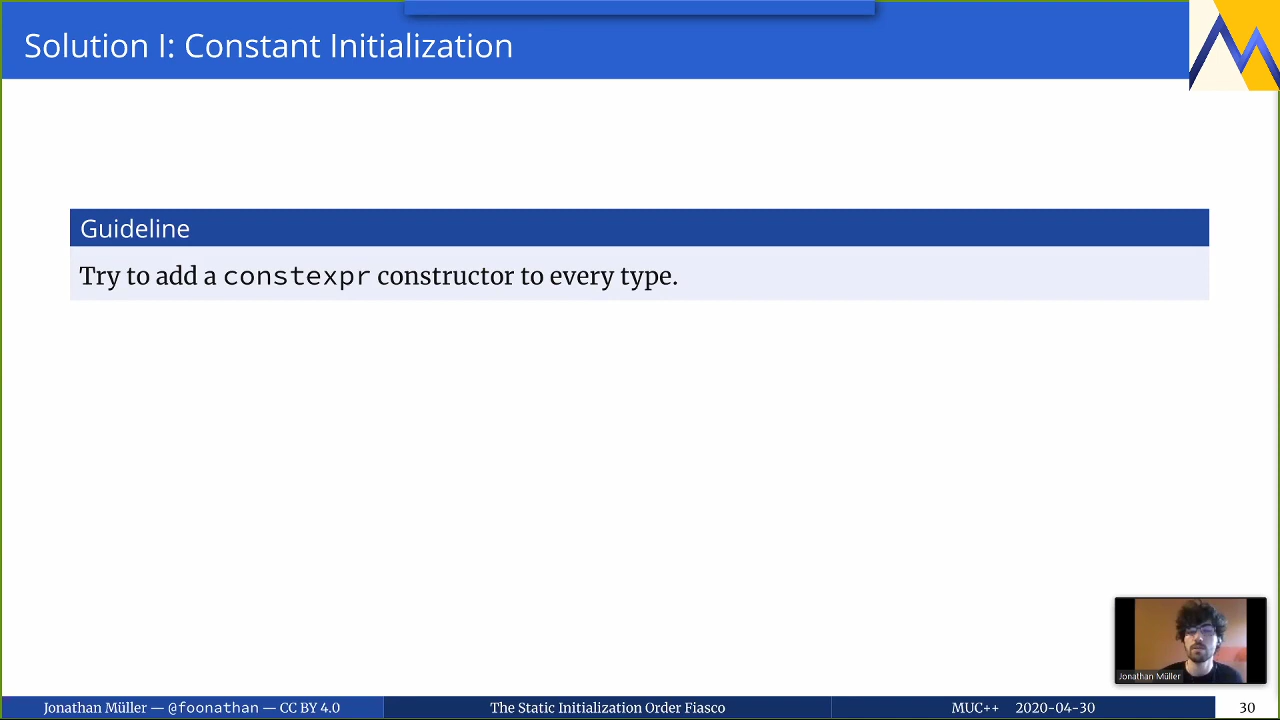 Solution I: Constant Initialization
Guideline
Try to add a constexpr constructor to every type.
Jonathan Müller
Jonathan Müller — @foonathan — CC BY 4.0
The Static Initialization Order Fiasco
MUC++ 2020-04-30
30